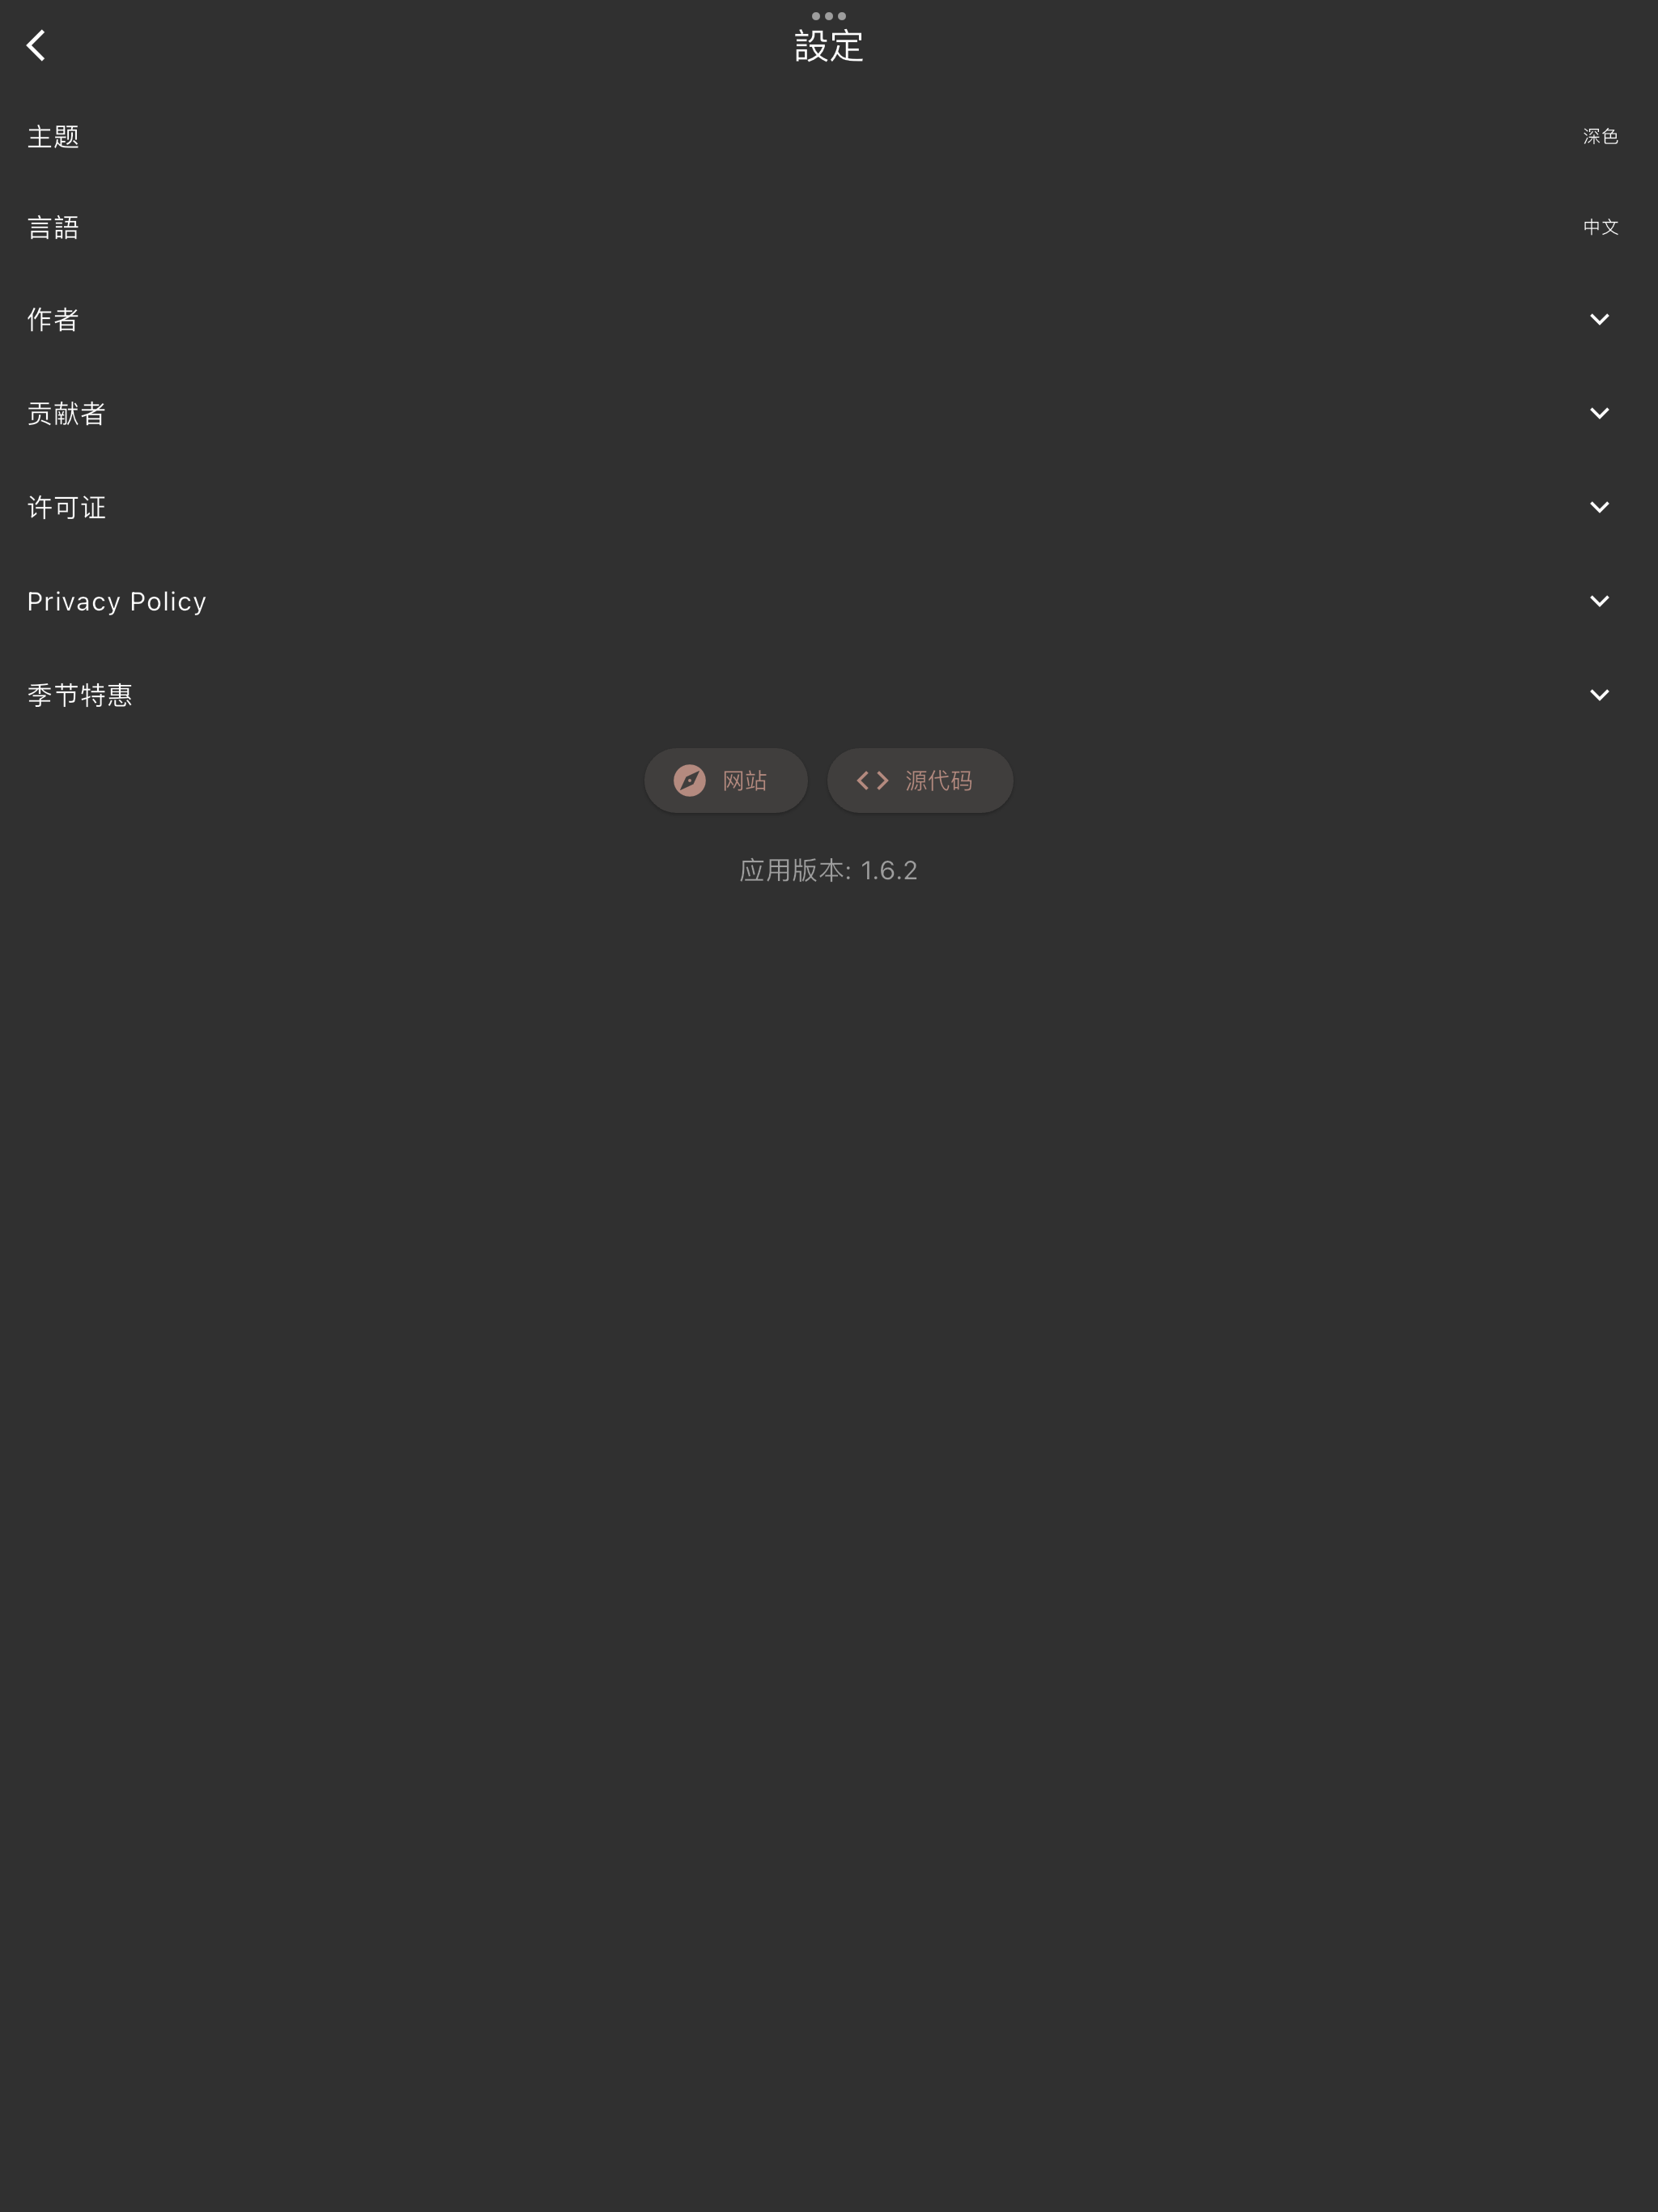 設定
主题 深色
言語 中文
作者
贡献者
许可证
Privacy Policy
季节特惠
网站 源代码
应用版本: 1.6.2